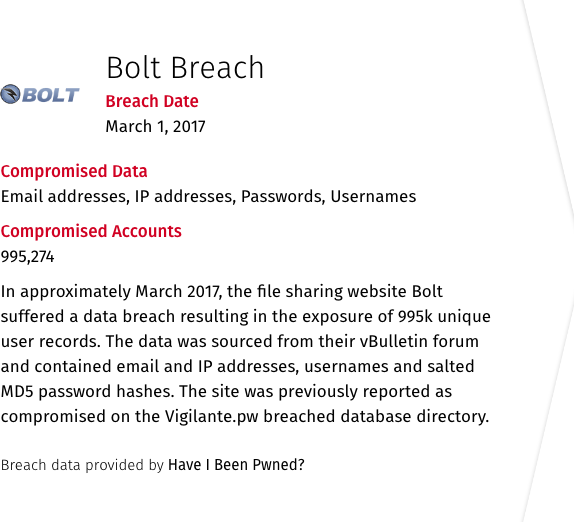 BOLT
Bolt Breach
Breach Date
March 1, 2017
Compromised Data
Email addresses, IP addresses, Passwords, Usernames
Compromised Accounts
995,274
In approximately March 2017, the file sharing website Bolt
suffered a data breach resulting in the exposure of 995k unique
user records. The data was sourced from their vBulletin forum
and contained email and IP addresses, usernames and salted
MD5 password hashes. The site was previously reported as
compromised on the Vigilante.pw breached database directory.
Breach data provided by Have I Been Pwned?